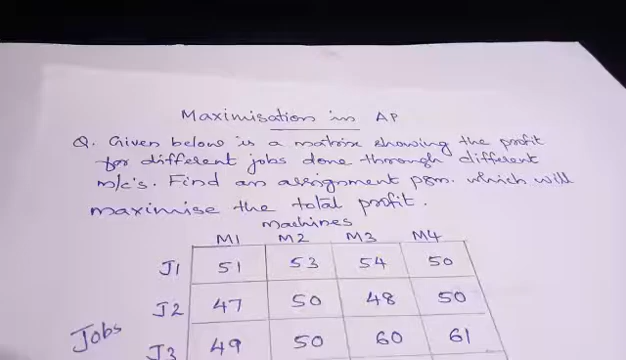 Maximisation in AP
Q. Given below is a matrix showing the profit
for different jobs done through different
m/c's. Find an assignment pgm. which will
maximise the total profit.
machines
M1 M2 M3 M4
J1 51 53 54 50
J2 47 50 48 50
Jobs
J3 49 50 60 61